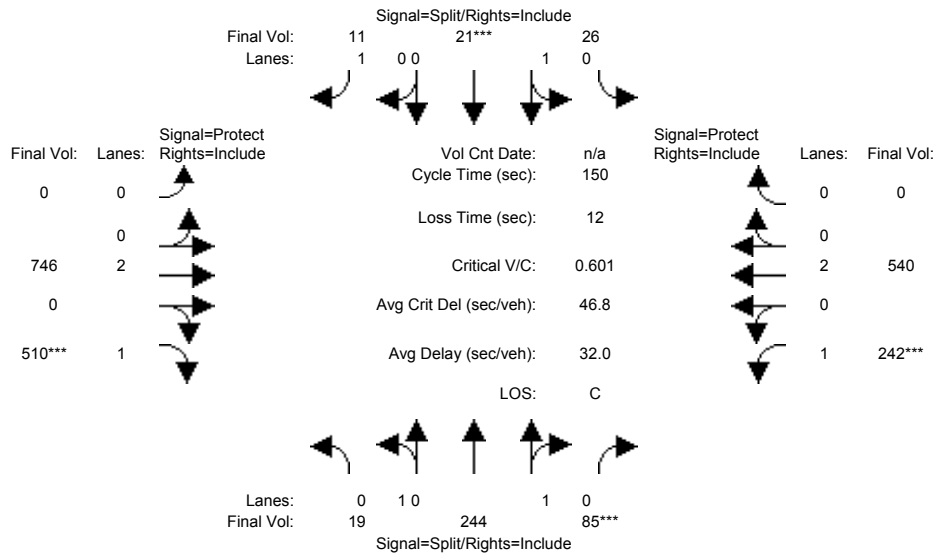 Signal=Split/Rights=Include
Final Vol: 11 21*** 26
Lanes: 1 0 0 1 0
Signal=Protect Signal=Protect
Final Vol: Lanes: Rights=Include Vol Cnt Date: n/a Rights=Include Lanes: Final Vol:
Cycle Time (sec): 150
0 0 0 0
Loss Time (sec): 12
0 0
746 2 Critical V/C: 0.601 2 540
0 Avg Crit Del (sec/veh): 46.8 0
510*** 1 Avg Delay (sec/veh): 32.0 1 242***
LOS: C
Lanes: 0 1 0 1 0
Final Vol: 19 244 85***
Signal=Split/Rights=Include